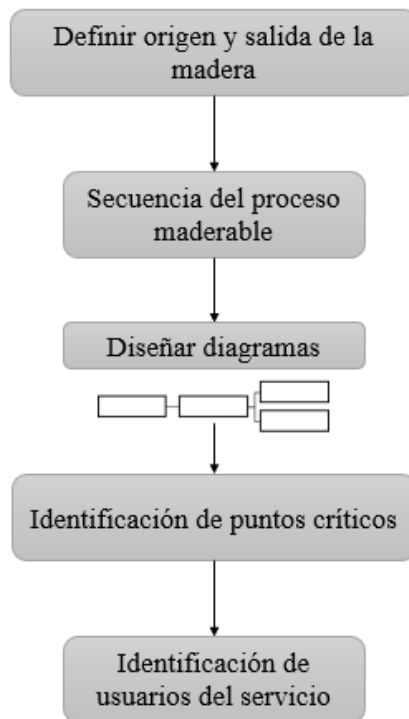 Definir origen y salida de la
madera
Secuencia del proceso
maderable
Diseñar diagramas
Identificación de puntos críticos
Identificación de
usuarios del servicio